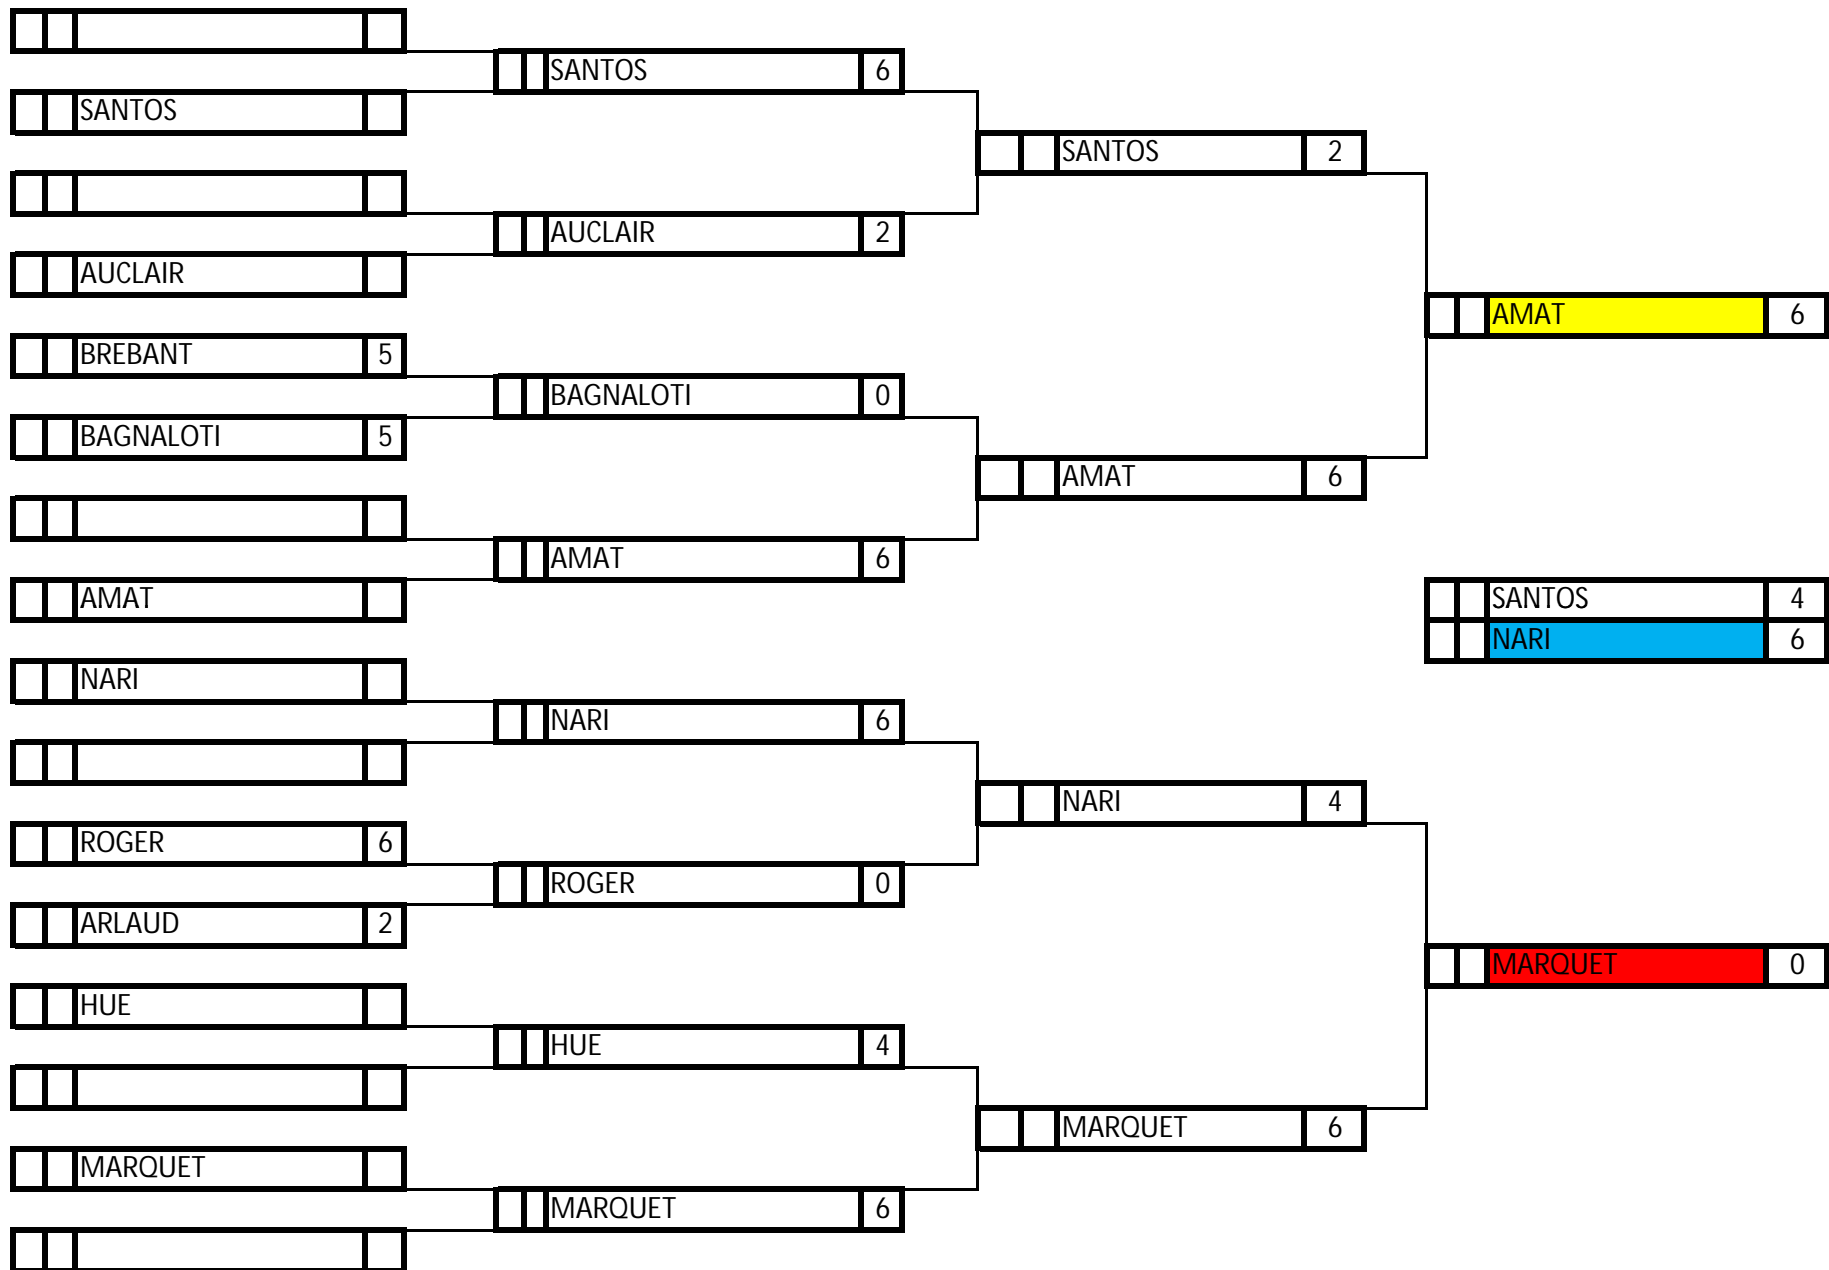 SANTOS 6
SANTOS
SANTOS 2
AUCLAIR 2
AUCLAIR
AMAT 6
BREBANT 5
BAGNALOTI 0
BAGNALOTI 5
AMAT 6
AMAT 6
AMAT
SANTOS 4
NARI 6
NARI
NARI 6
NARI 4
ROGER 6
ROGER 0
ARLAUD 2
MARQUET 0
HUE
HUE 4
MARQUET 6
MARQUET
MARQUET 6